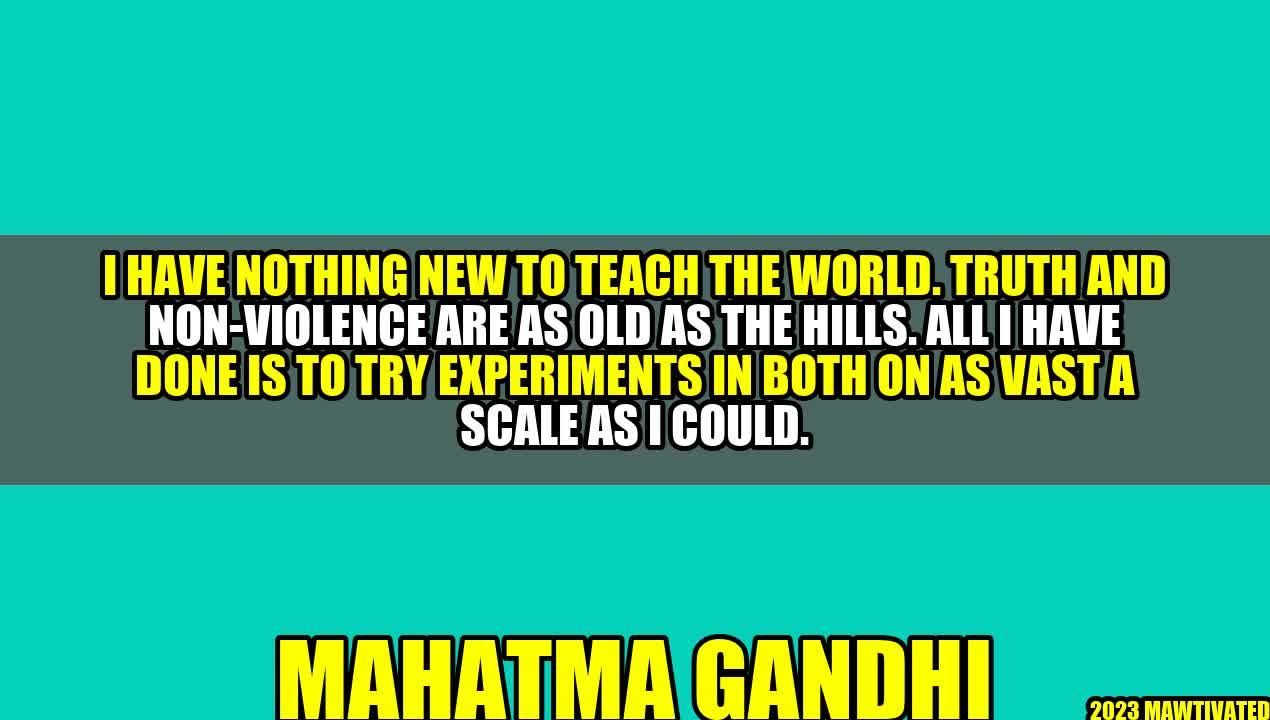 I HAVE NOTHING NEW TO TEACH THE WORLD. TRUTH AND
NON-VIOLENCE ARE AS OLD AS THE HILLS. ALL I HAVE
DONE IS TO TRY EXPERIMENTS IN BOTH ON AS VAST A
SCALE AS I COULD.
MAHATMA GANDHI
2023 MAWTIVATED